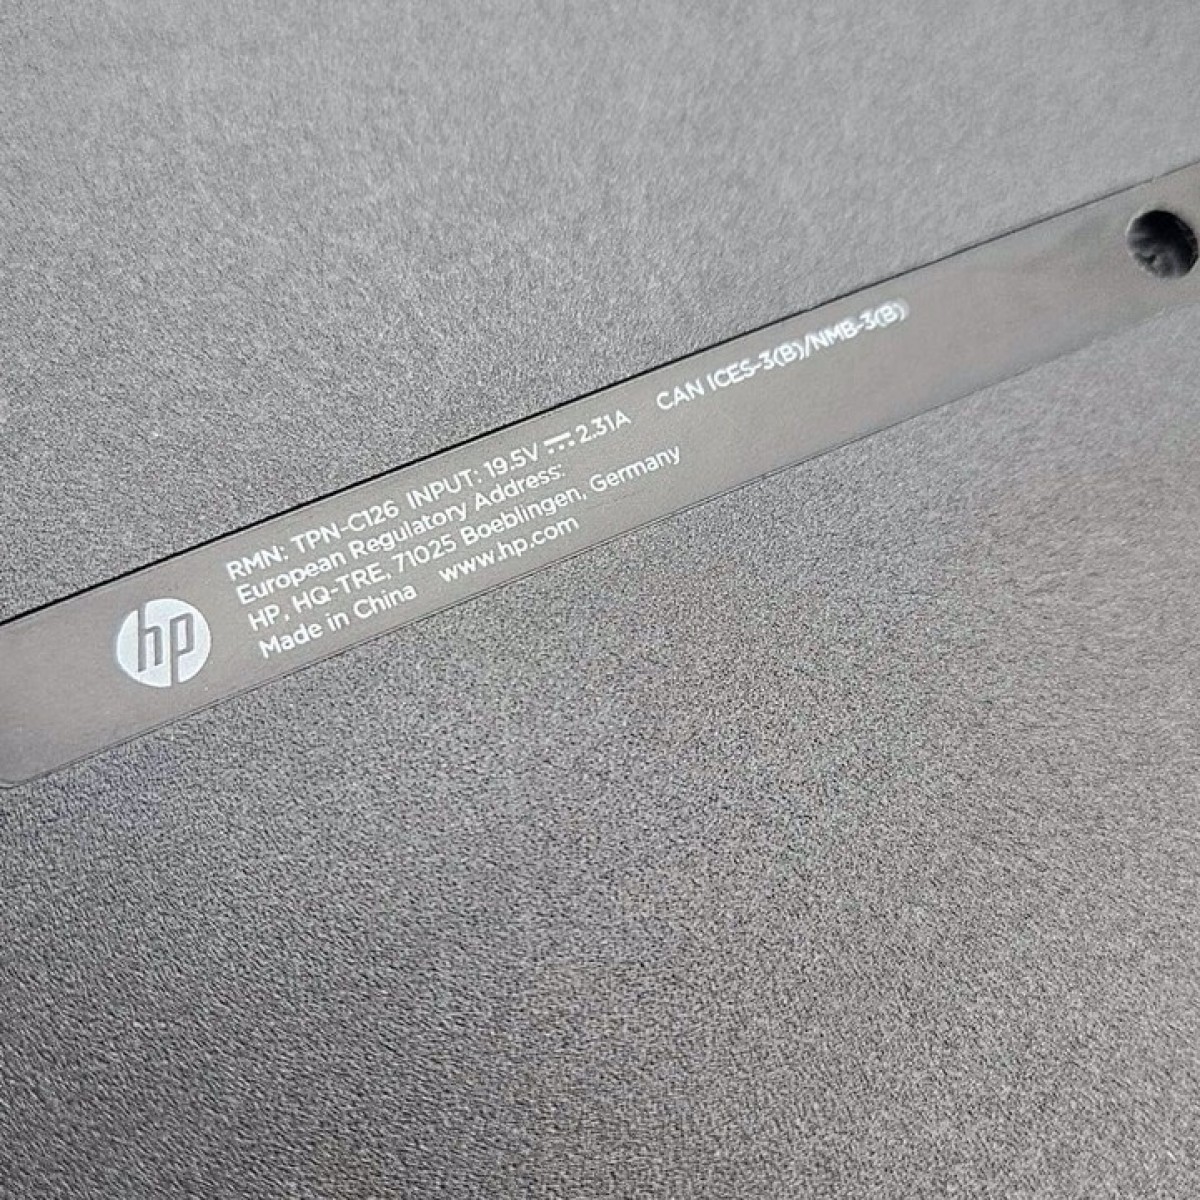 RMN: TPN-C126 INPUT: 19.5V ⎓ 2.31A CAN ICES-3(B)/NMB-3(B)
European Regulatory Address:
HP, HQ-TRE, 71025 Boeblingen, Germany
Made in China www.hp.com
hp